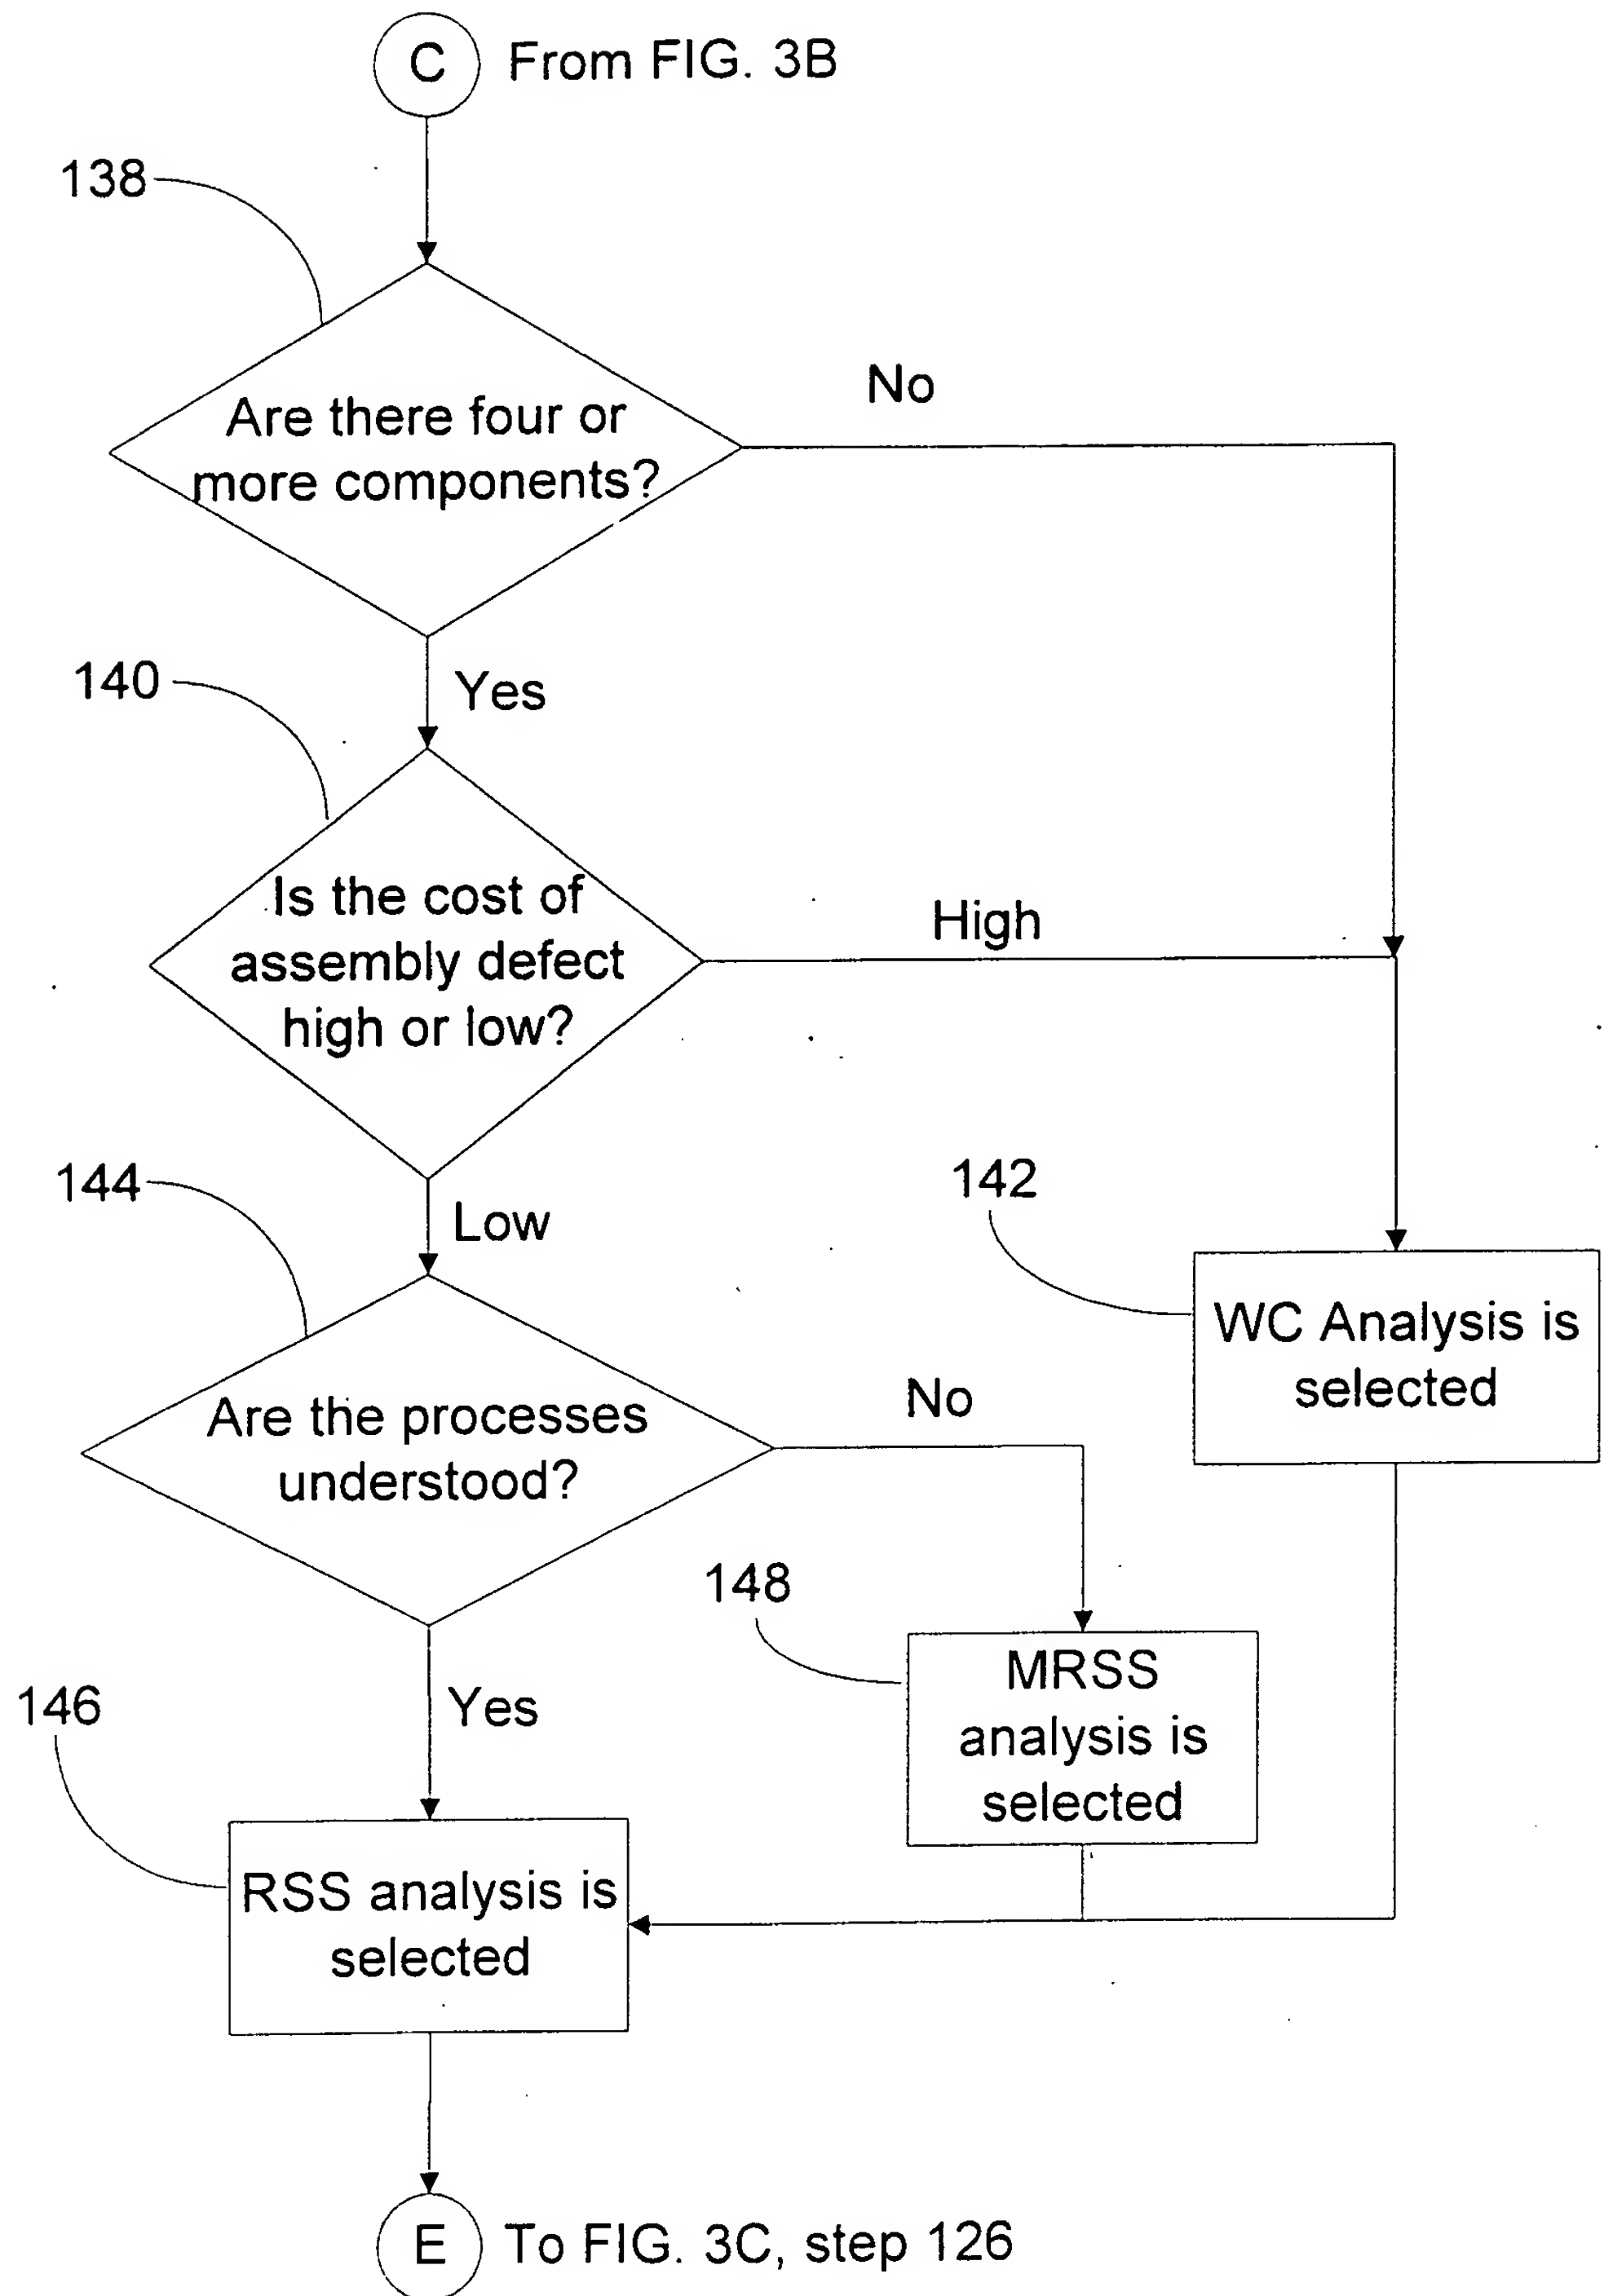 C From FIG. 3B
138
No
Are there four or
more components?
140
Yes
Is the cost of
assembly defect
high or low?
High
144
Low
142
WC Analysis is
selected
No
Are the processes
understood?
148
MRSS
analysis is
selected
146
Yes
RSS analysis is
selected
E To FIG. 3C, step 126